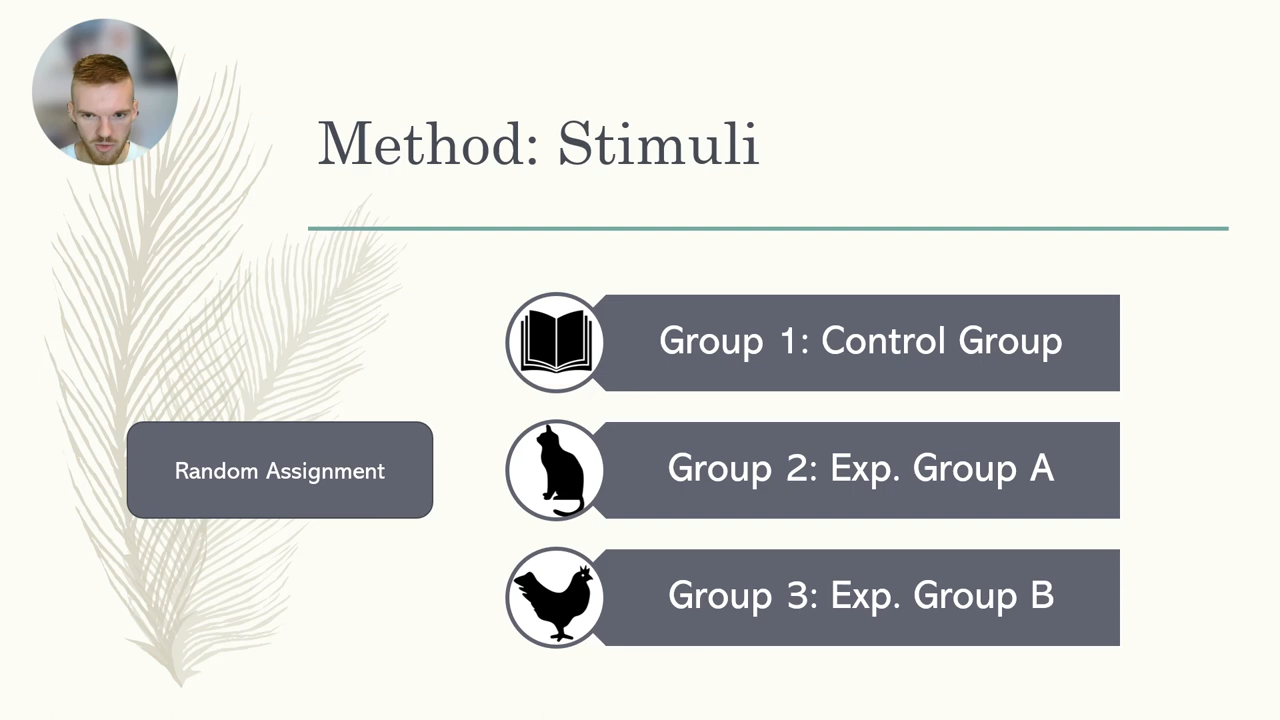 Method: Stimuli
Group 1: Control Group
Random Assignment
Group 2: Exp. Group A
Group 3: Exp. Group B